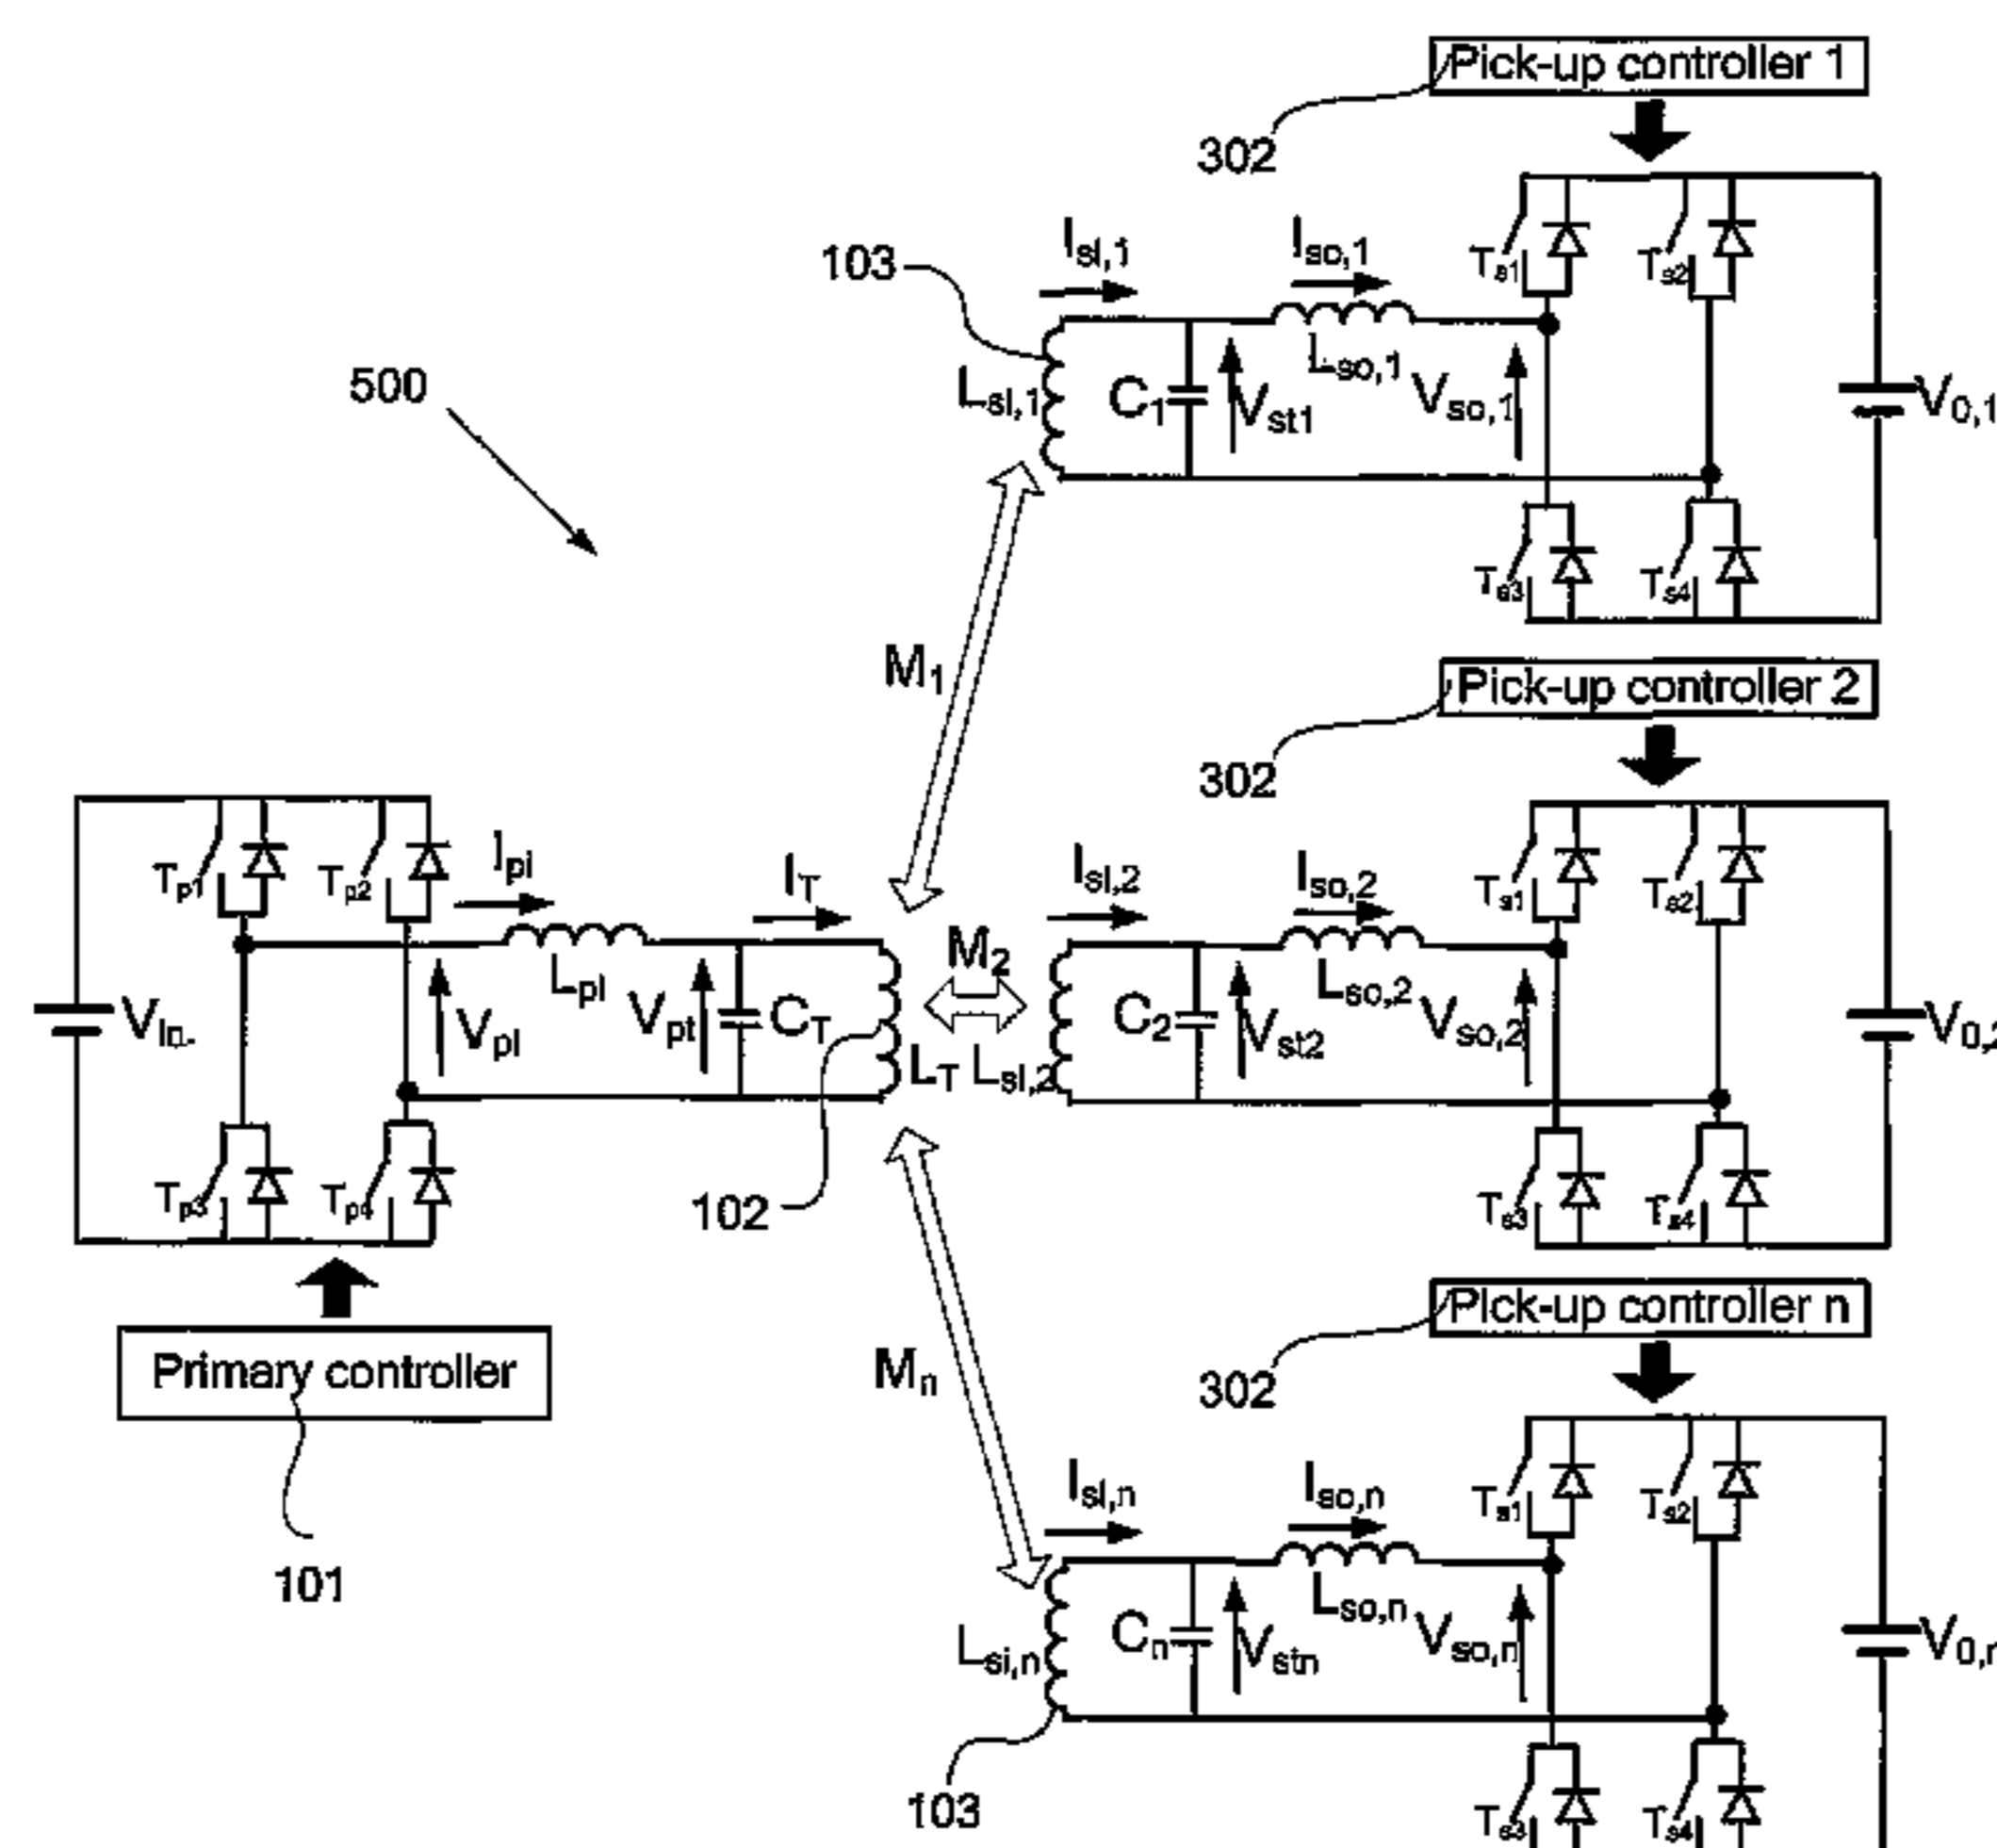 Pick-up controller 1
302
103
Isi,1
Iso,1
Ts1
Ts2
Lsi,1
C1
Vst1
Lso,1
Vso,1
V0,1
500
Ts3
Ts4
M1
Pick-up controller 2
302
Tp1
Tp2
Ipi
IT
Isi,2
Iso,2
Ts1
Ts2
M2
Vin
Vpi
Lpi
Vpt
CT
LT
Lsi,2
C2
Vst2
Lso,2
Vso,2
V0,2
Tp3
Tp4
102
Ts3
Ts4
Pick-up controller n
302
Primary controller
101
Mn
Isi,n
Iso,n
Ts1
Ts2
Lsi,n
Cn
Vstn
Lso,n
Vso,n
V0,n
103
Ts3
Ts4